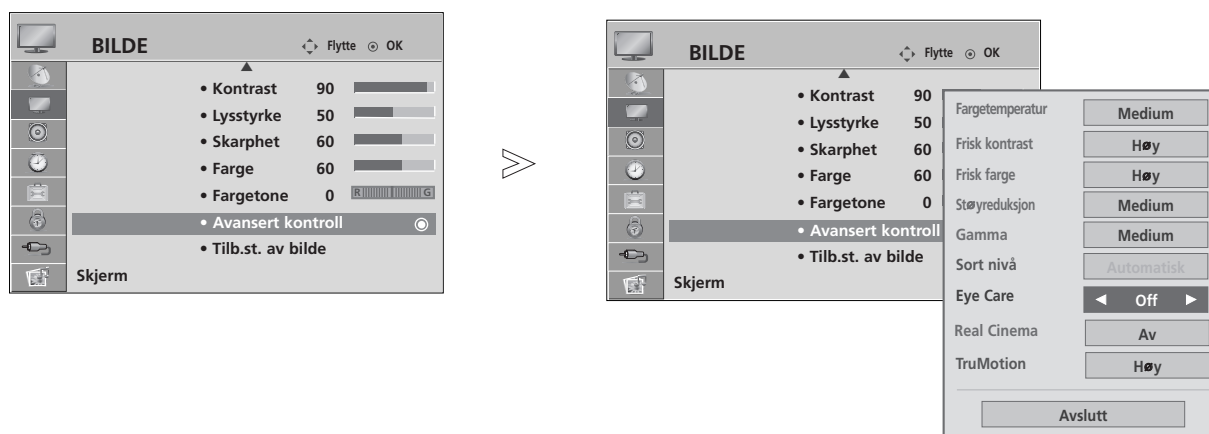 BILDE Flytte OK
• Kontrast 90
• Lysstyrke 50
• Skarphet 60
• Farge 60
• Fargetone 0 R G
• Avansert kontroll
• Tilb.st. av bilde
Skjerm
BILDE Flytte OK
• Kontrast 90
• Lysstyrke 50
• Skarphet 60
• Farge 60
• Fargetone 0
• Avansert kontroll
• Tilb.st. av bilde
Skjerm
Fargetemperatur Medium
Frisk kontrast Høy
Frisk farge Høy
Støyreduksjon Medium
Gamma Medium
Sort nivå Automatisk
Eye Care ◄ Off ►
Real Cinema Av
TruMotion Høy
Avslutt